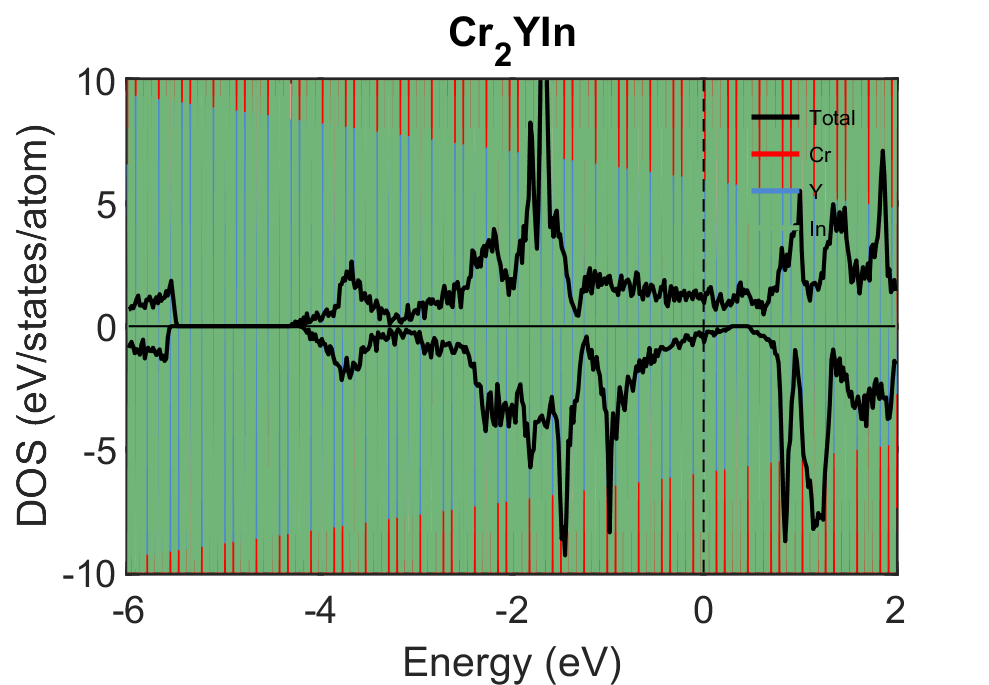 Cr2YIn
10
5
0
-5
-10
DOS (eV/states/atom)
Total
Cr
Y
In
-6
-4
-2
0
2
Energy (eV)